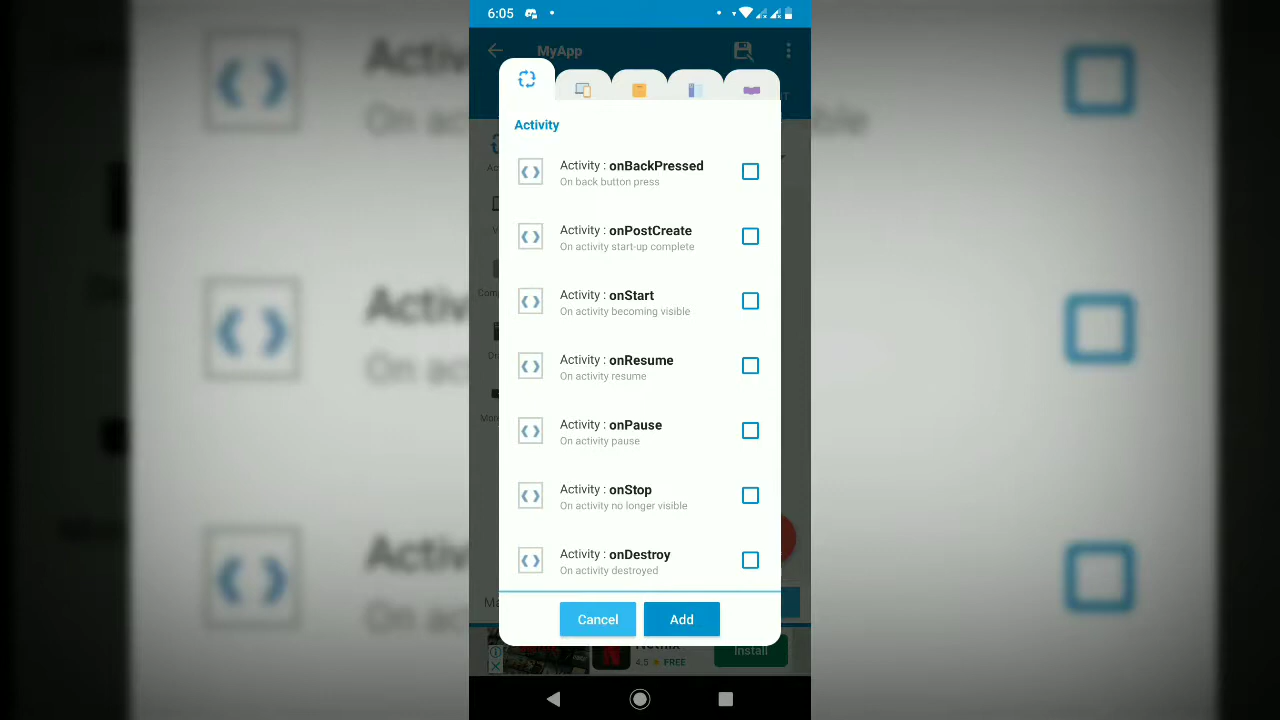 6:05
MyApp
Activity
Activity : onBackPressed
On back button press
Activity : onPostCreate
On activity start-up complete
Activity : onStart
On activity becoming visible
Activity : onResume
On activity resume
Activity : onPause
On activity pause
Activity : onStop
On activity no longer visible
Activity : onDestroy
On activity destroyed
Cancel
Add
4.5 ★ FREE
Install